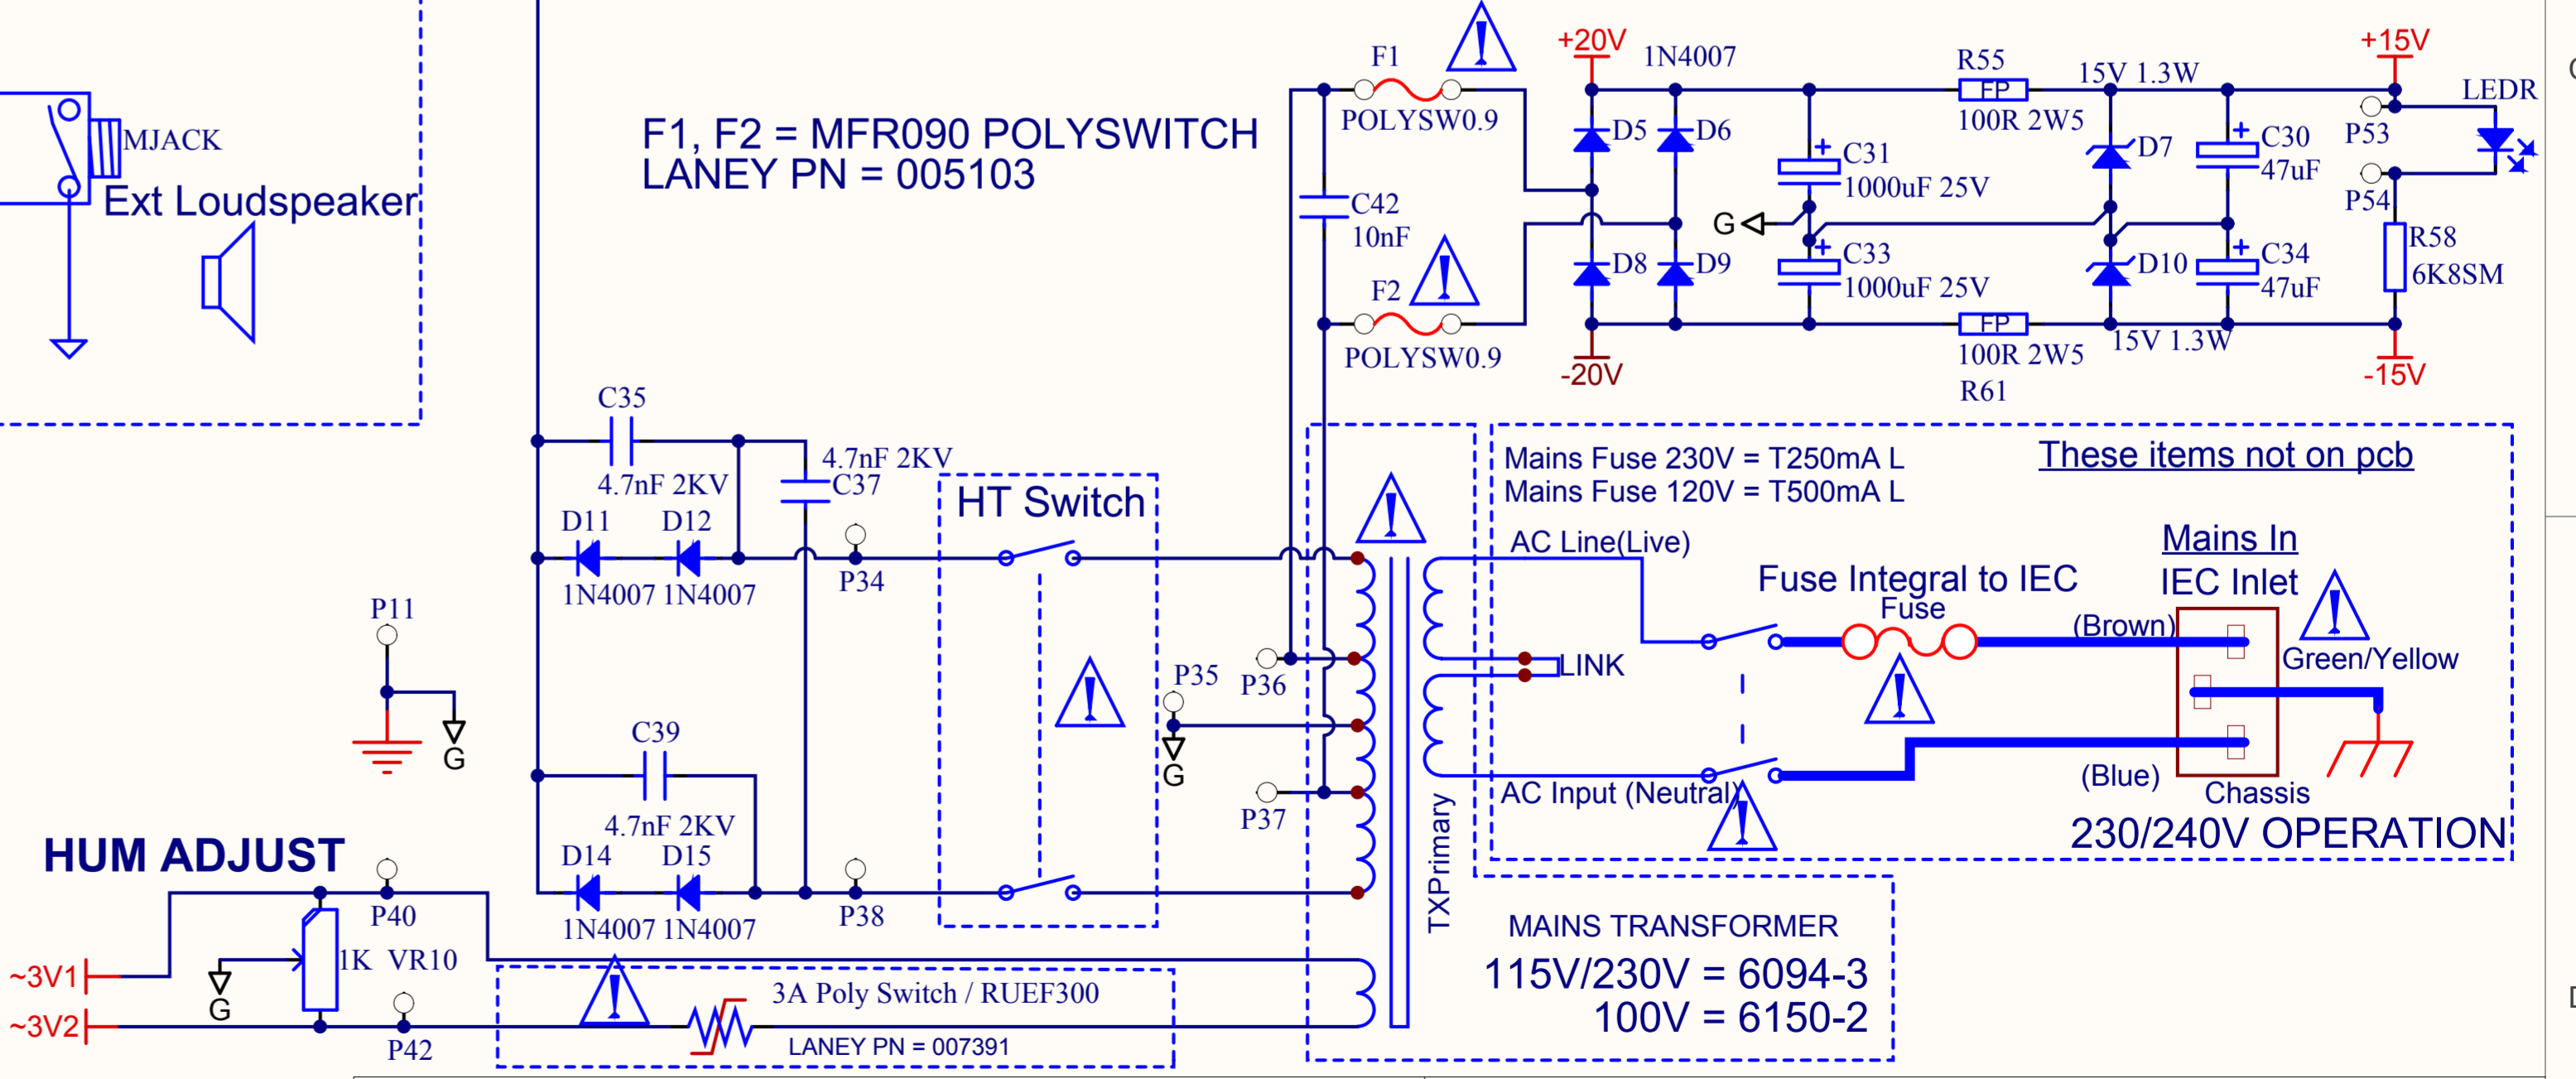 MJACK
Ext Loudspeaker
F1, F2 = MFR090 POLYSWITCH
LANEY PN = 005103
F1
POLYSW0.9
C42
10nF
F2
POLYSW0.9
+20V
1N4007
D5
D6
D8
D9
-20V
G
C31
1000uF 25V
C33
1000uF 25V
R55
FP
100R 2W5
15V 1.3W
D7
D10
15V 1.3W
FP
100R 2W5
R61
C30
47uF
C34
47uF
+15V
P53
LEDR
P54
R58
6K8SM
-15V
C35
4.7nF 2KV
4.7nF 2KV
C37
D11
D12
1N4007
1N4007
P34
HT Switch
P11
G
C39
4.7nF 2KV
D14
D15
1N4007
1N4007
P38
P35
G
P36
P37
Mains Fuse 230V = T250mA L
Mains Fuse 120V = T500mA L
These items not on pcb
AC Line(Live)
Fuse Integral to IEC
Fuse
Mains In
IEC Inlet
(Brown)
Green/Yellow
LINK
AC Input (Neutral)
(Blue)
Chassis
230/240V OPERATION
TXPrimary
MAINS TRANSFORMER
115V/230V = 6094-3
100V = 6150-2
HUM ADJUST
P40
1K VR10
~3V1
G
~3V2
P42
3A Poly Switch / RUEF300
LANEY PN = 007391